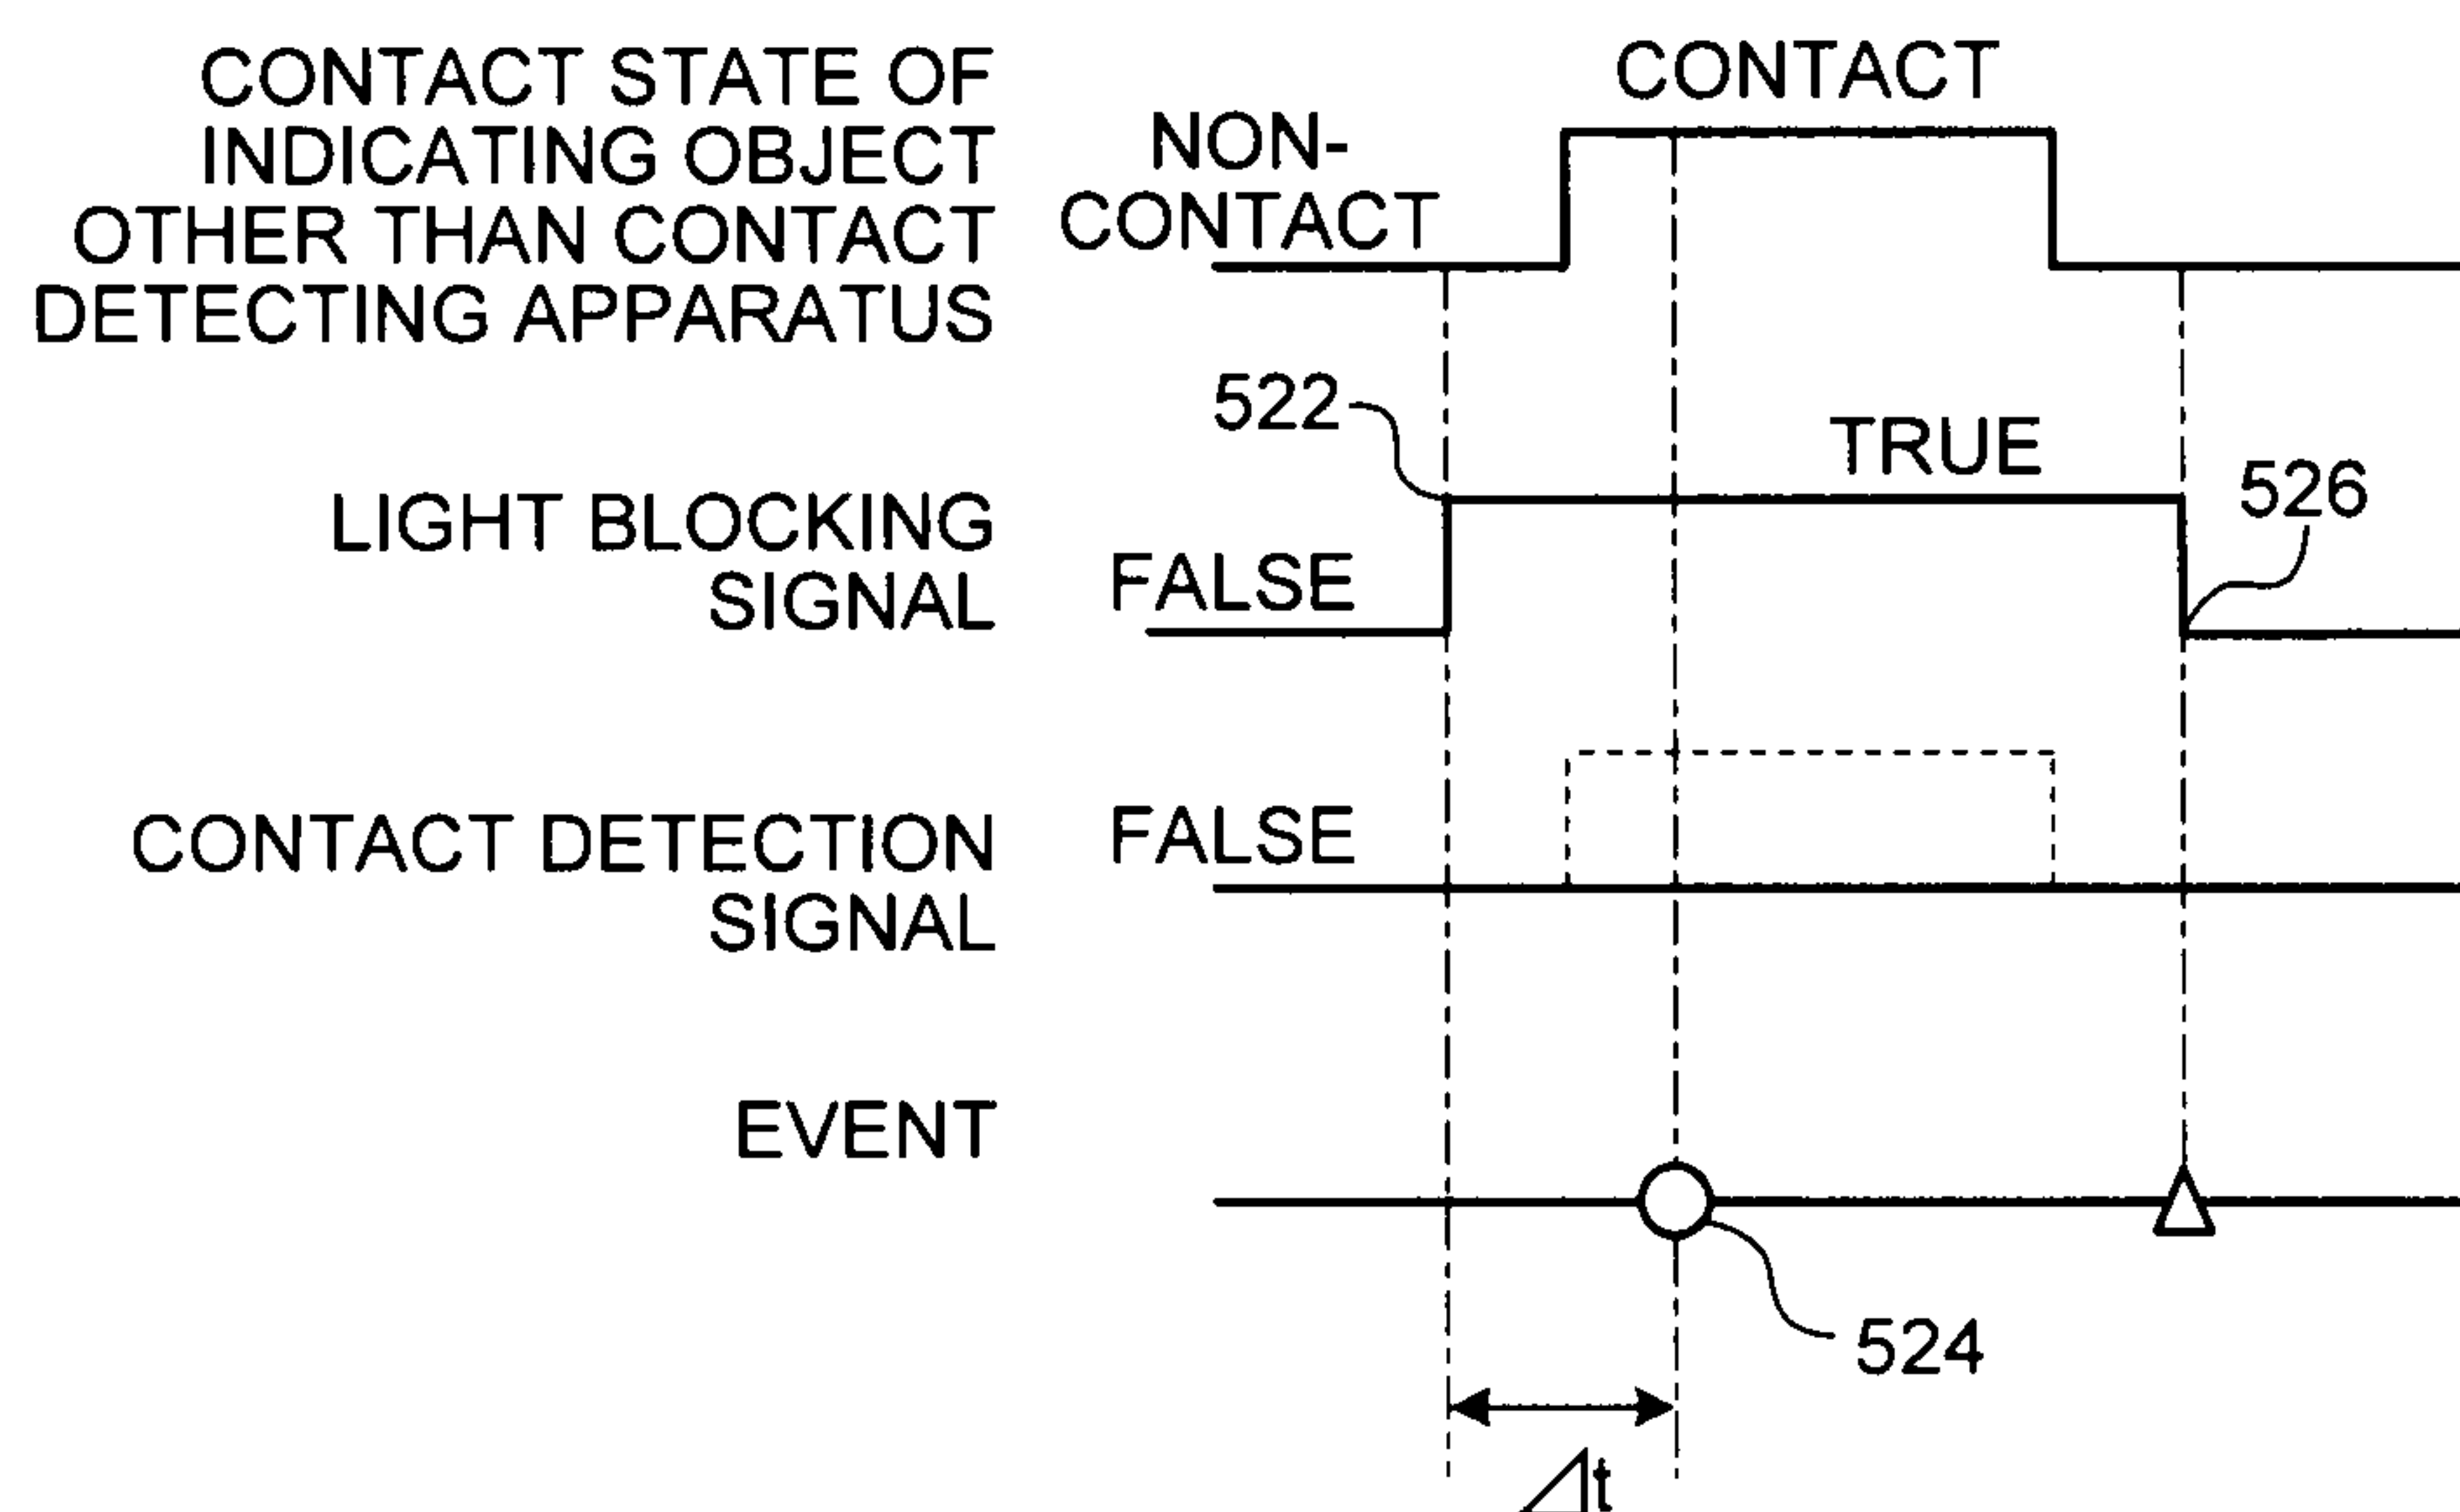 CONTACT STATE OF
INDICATING OBJECT
OTHER THAN CONTACT
DETECTING APPARATUS
NON-
CONTACT
CONTACT
522
TRUE
526
LIGHT BLOCKING
SIGNAL
FALSE
CONTACT DETECTION
SIGNAL
FALSE
EVENT
524
⊿t